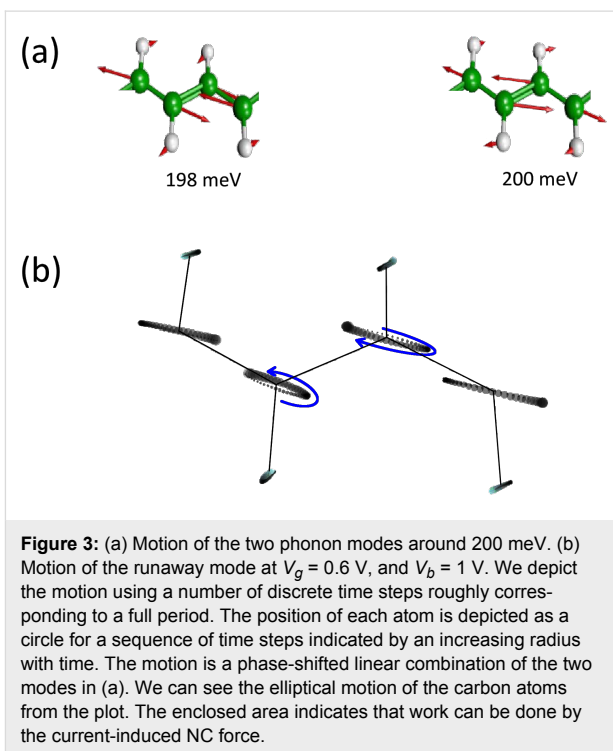 (a)
198 meV
200 meV
(b)
Figure 3: (a) Motion of the two phonon modes around 200 meV. (b)
Motion of the runaway mode at Vg = 0.6 V, and Vb = 1 V. We depict
the motion using a number of discrete time steps roughly corres-
ponding to a full period. The position of each atom is depicted as a
circle for a sequence of time steps indicated by an increasing radius
with time. The motion is a phase-shifted linear combination of the two
modes in (a). We can see the elliptical motion of the carbon atoms
from the plot. The enclosed area indicates that work can be done by
the current-induced NC force.